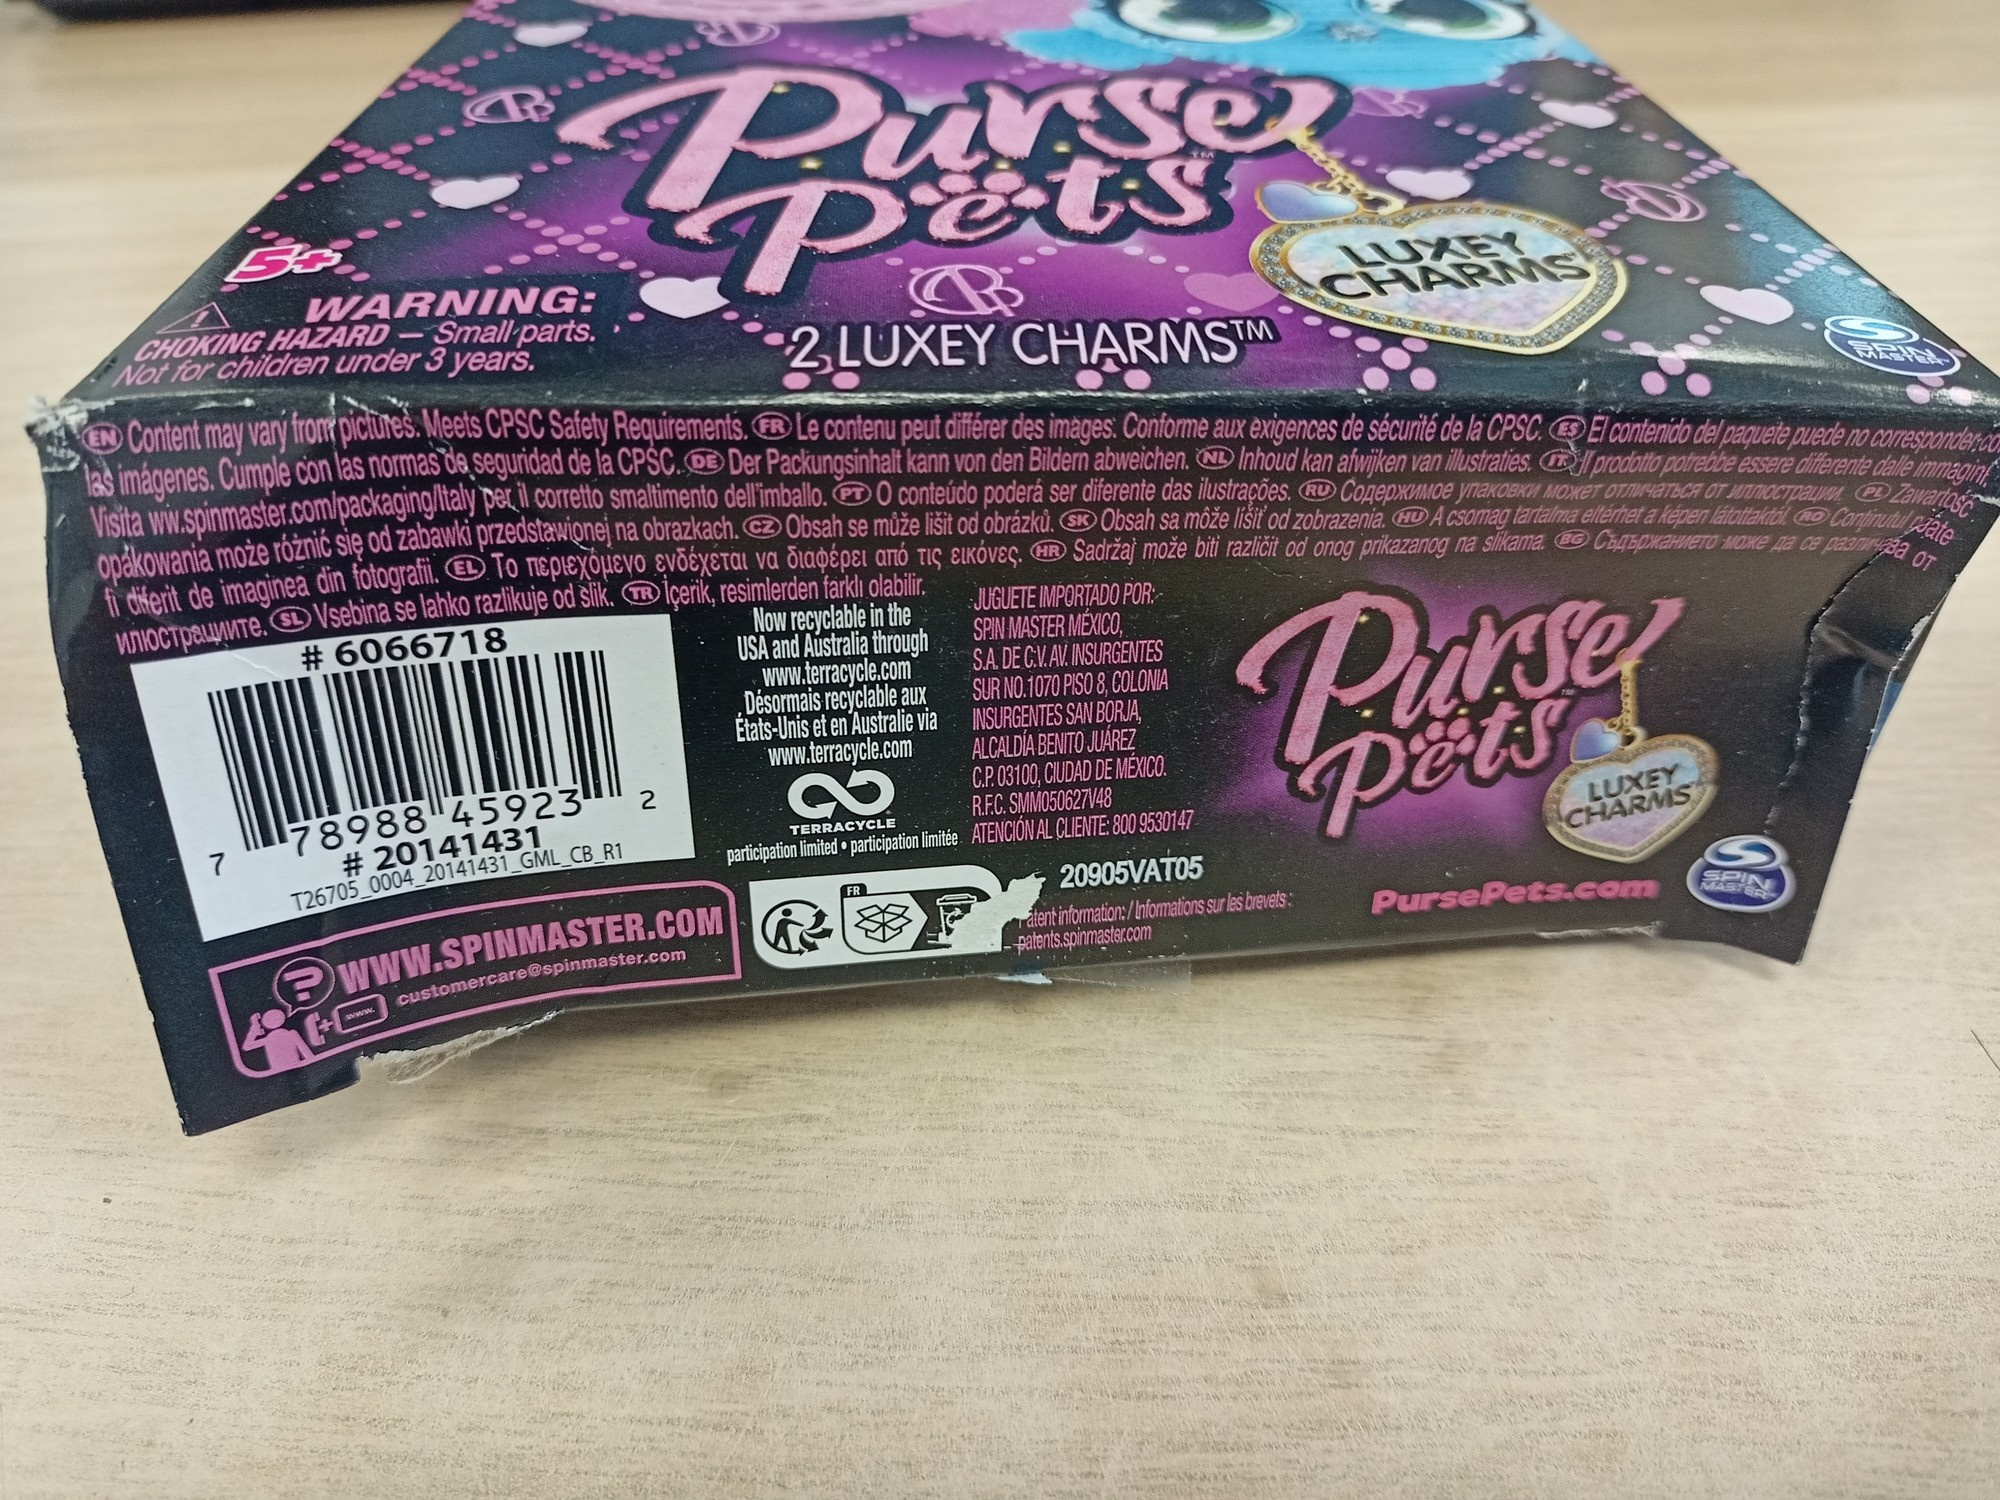 Purse
Pets™
LUXEY
CHARMS
5+
WARNING:
CHOKING HAZARD — Small parts.
Not for children under 3 years.
2 LUXEY CHARMS™
SPIN
MASTER™
EN Content may vary from pictures. Meets CPSC Safety Requirements. FR Le contenu peut différer des images. Conforme aux exigences de sécurité de la CPSC. ES El contenido del paquete puede no corresponder co
las imágenes. Cumple con las normas de seguridad de la CPSC. DE Der Packungsinhalt kann von den Bildern abweichen. NL Inhoud kan afwijken van illustraties. IT Il prodotto potrebbe essere differente dalle immagini.
Visita ww.spinmaster.com/packaging/Italy per il corretto smaltimento dell'imballo. PT O conteúdo poderá ser diferente das ilustrações. RU Содержимое упаковки может отличаться от иллюстрации. PL Zawartość
opakowania może różnić się od zabawki przedstawionej na obrazkach. CZ Obsah se může lišit od obrázků. SK Obsah sa môže líšiť od zobrazenia. HU A csomag tartalma eltérhet a képen látottaktól. RO Conținutul poate
fi diferit de imaginea din fotografii. EL Το περιεχόμενο ενδέχεται να διαφέρει από τις εικόνες. HR Sadržaj može biti različit od onog prikazanog na slikama. BG Съдържанието може да се различава от
илюстрациите. SL Vsebina se lahko razlikuje od slik. TR İçerik, resimlerden farklı olabilir.
# 6066718
7 78988 45923 2
# 20141431
T26705_0004_20141431_GML_CB_R1
? WWW.SPINMASTER.COM
customercare@spinmaster.com
+ www.
Now recyclable in the
USA and Australia through
www.terracycle.com
Désormais recyclable aux
États-Unis et en Australie via
www.terracycle.com
TERRACYCLE
participation limited • participation limitée
FR
JUGUETE IMPORTADO POR:
SPIN MASTER MÉXICO,
S.A. DE C.V. AV. INSURGENTES
SUR NO.1070 PISO 8, COLONIA
INSURGENTES SAN BORJA,
ALCALDÍA BENITO JUÁREZ
C.P. 03100, CIUDAD DE MÉXICO.
R.F.C. SMM050627V48
ATENCIÓN AL CLIENTE: 800 9530147
20905VAT05
Patent information: / Informations sur les brevets :
patents.spinmaster.com
Purse
Pets™
LUXEY
CHARMS
PursePets.com
SPIN
MASTER™